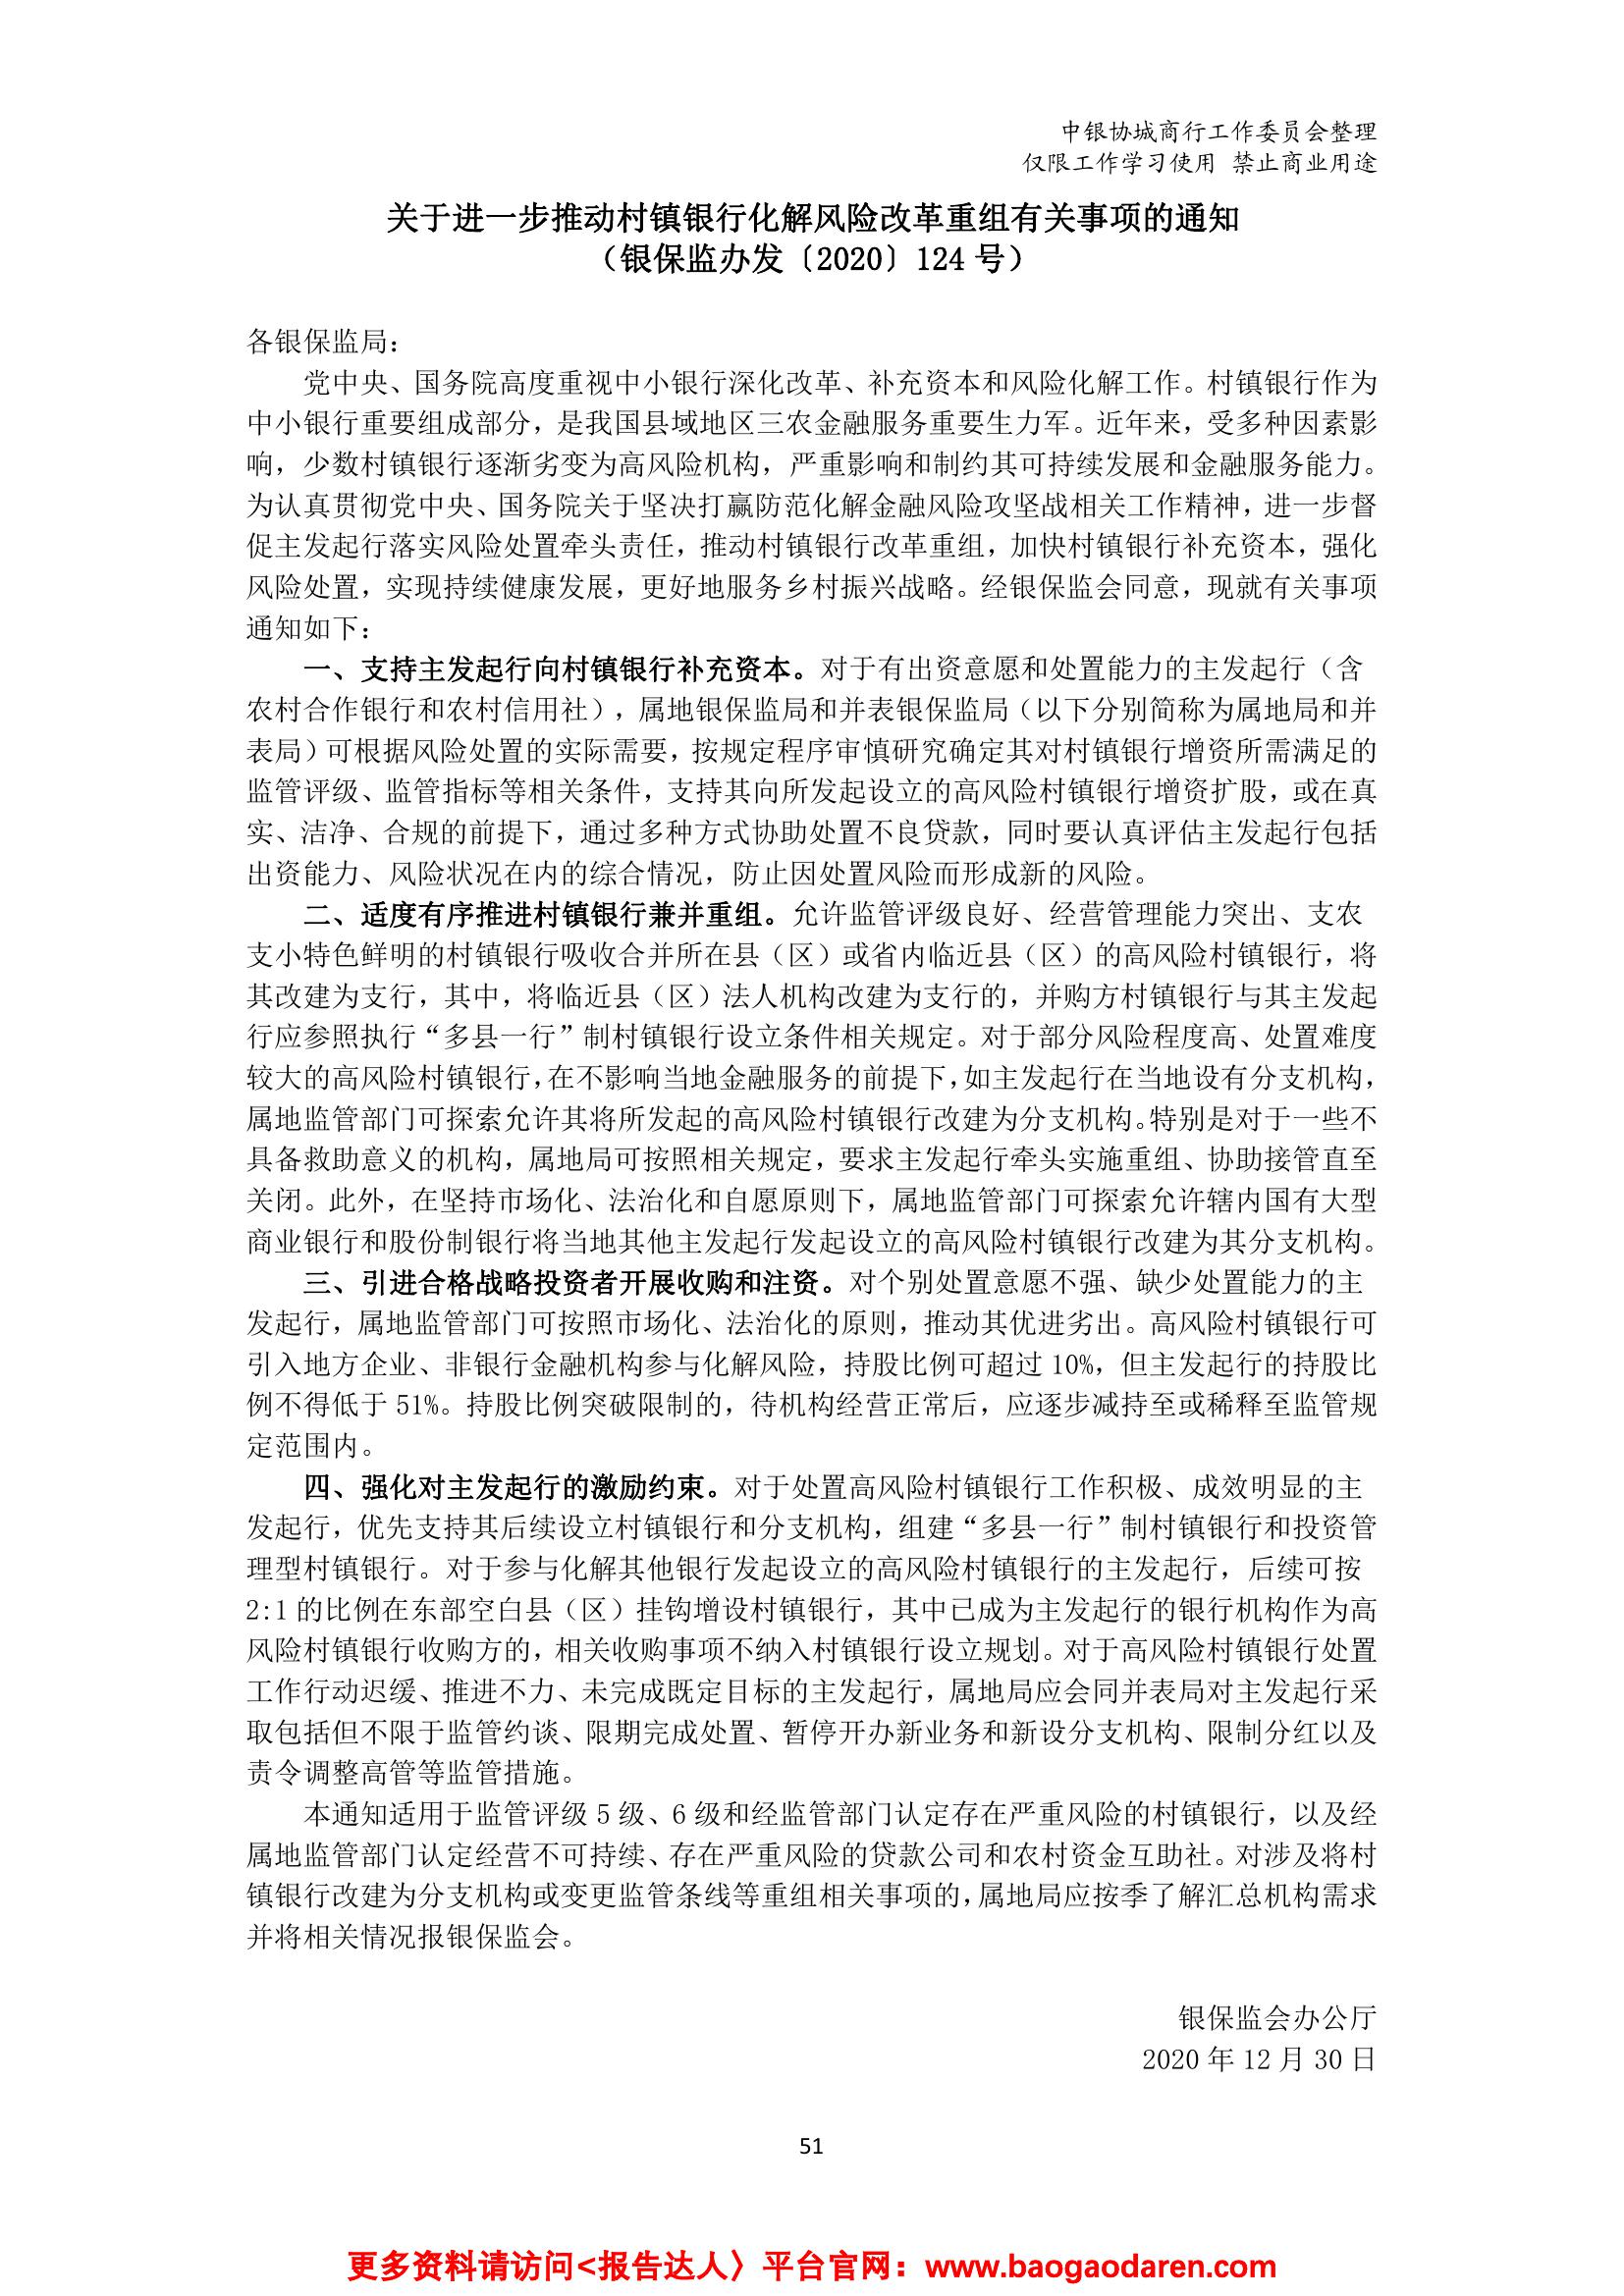 中银协城商行工作委员会整理
仅限工作学习使用 禁止商业用途
关于进一步推动村镇银行化解风险改革重组有关事项的通知
（银保监办发〔2020〕124 号）
各银保监局：
党中央、国务院高度重视中小银行深化改革、补充资本和风险化解工作。村镇银行作为
中小银行重要组成部分，是我国县域地区三农金融服务重要生力军。近年来，受多种因素影
响，少数村镇银行逐渐劣变为高风险机构，严重影响和制约其可持续发展和金融服务能力。
为认真贯彻党中央、国务院关于坚决打赢防范化解金融风险攻坚战相关工作精神，进一步督
促主发起行落实风险处置牵头责任，推动村镇银行改革重组，加快村镇银行补充资本，强化
风险处置，实现持续健康发展，更好地服务乡村振兴战略。经银保监会同意，现就有关事项
通知如下：
一、支持主发起行向村镇银行补充资本。对于有出资意愿和处置能力的主发起行（含
农村合作银行和农村信用社），属地银保监局和并表银保监局（以下分别简称为属地局和并
表局）可根据风险处置的实际需要，按规定程序审慎研究确定其对村镇银行增资所需满足的
监管评级、监管指标等相关条件，支持其向所发起设立的高风险村镇银行增资扩股，或在真
实、洁净、合规的前提下，通过多种方式协助处置不良贷款，同时要认真评估主发起行包括
出资能力、风险状况在内的综合情况，防止因处置风险而形成新的风险。
二、适度有序推进村镇银行兼并重组。允许监管评级良好、经营管理能力突出、支农
支小特色鲜明的村镇银行吸收合并所在县（区）或省内临近县（区）的高风险村镇银行，将
其改建为支行，其中，将临近县（区）法人机构改建为支行的，并购方村镇银行与其主发起
行应参照执行“多县一行”制村镇银行设立条件相关规定。对于部分风险程度高、处置难度
较大的高风险村镇银行，在不影响当地金融服务的前提下，如主发起行在当地设有分支机构，
属地监管部门可探索允许其将所发起的高风险村镇银行改建为分支机构。特别是对于一些不
具备救助意义的机构，属地局可按照相关规定，要求主发起行牵头实施重组、协助接管直至
关闭。此外，在坚持市场化、法治化和自愿原则下，属地监管部门可探索允许辖内国有大型
商业银行和股份制银行将当地其他主发起行发起设立的高风险村镇银行改建为其分支机构。
三、引进合格战略投资者开展收购和注资。对个别处置意愿不强、缺少处置能力的主
发起行，属地监管部门可按照市场化、法治化的原则，推动其优进劣出。高风险村镇银行可
引入地方企业、非银行金融机构参与化解风险，持股比例可超过 10%，但主发起行的持股比
例不得低于 51%。持股比例突破限制的，待机构经营正常后，应逐步减持至或稀释至监管规
定范围内。
四、强化对主发起行的激励约束。对于处置高风险村镇银行工作积极、成效明显的主
发起行，优先支持其后续设立村镇银行和分支机构，组建“多县一行”制村镇银行和投资管
理型村镇银行。对于参与化解其他银行发起设立的高风险村镇银行的主发起行，后续可按
2:1 的比例在东部空白县（区）挂钩增设村镇银行，其中已成为主发起行的银行机构作为高
风险村镇银行收购方的，相关收购事项不纳入村镇银行设立规划。对于高风险村镇银行处置
工作行动迟缓、推进不力、未完成既定目标的主发起行，属地局应会同并表局对主发起行采
取包括但不限于监管约谈、限期完成处置、暂停开办新业务和新设分支机构、限制分红以及
责令调整高管等监管措施。
本通知适用于监管评级 5 级、6 级和经监管部门认定存在严重风险的村镇银行，以及经
属地监管部门认定经营不可持续、存在严重风险的贷款公司和农村资金互助社。对涉及将村
镇银行改建为分支机构或变更监管条线等重组相关事项的，属地局应按季了解汇总机构需求
并将相关情况报银保监会。
银保监会办公厅
2020 年 12 月 30 日
51
更多资料请访问<报告达人〉平台官网：www.baogaodaren.com